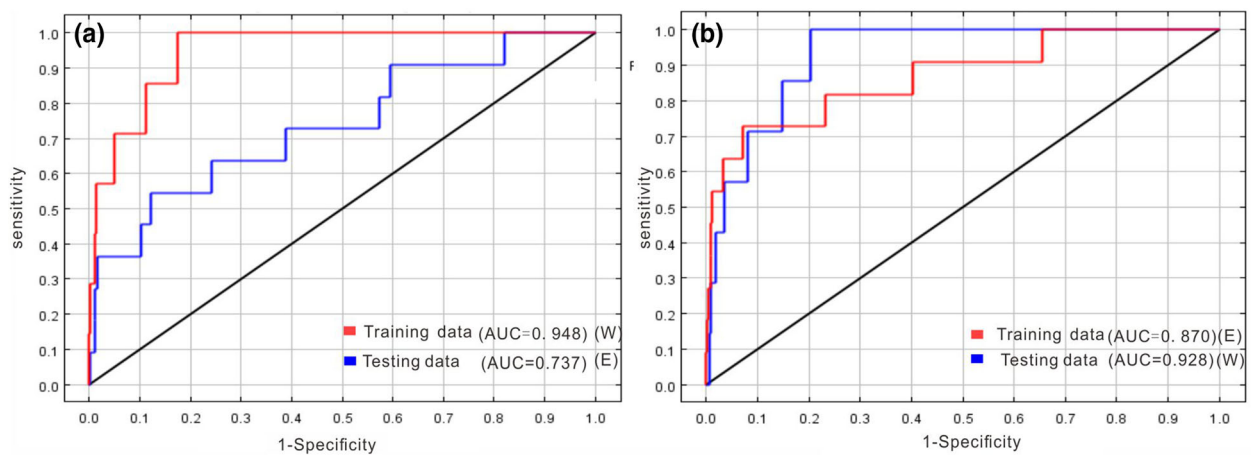 (a)
1.0
0.9
0.8
0.7
0.6
0.5
0.4
0.3
0.2
0.1
0.0
sensitivity
Training data (AUC=0.948) (W)
Testing data (AUC=0.737) (E)
0.0 0.1 0.2 0.3 0.4 0.5 0.6 0.7 0.8 0.9 1.0
1-Specificity
(b)
1.0
0.9
0.8
0.7
0.6
0.5
0.4
0.3
0.2
0.1
0.0
sensitivity
Training data (AUC=0.870)(E)
Testing data (AUC=0.928)(W)
0.0 0.1 0.2 0.3 0.4 0.5 0.6 0.7 0.8 0.9 1.0
1-Specificity